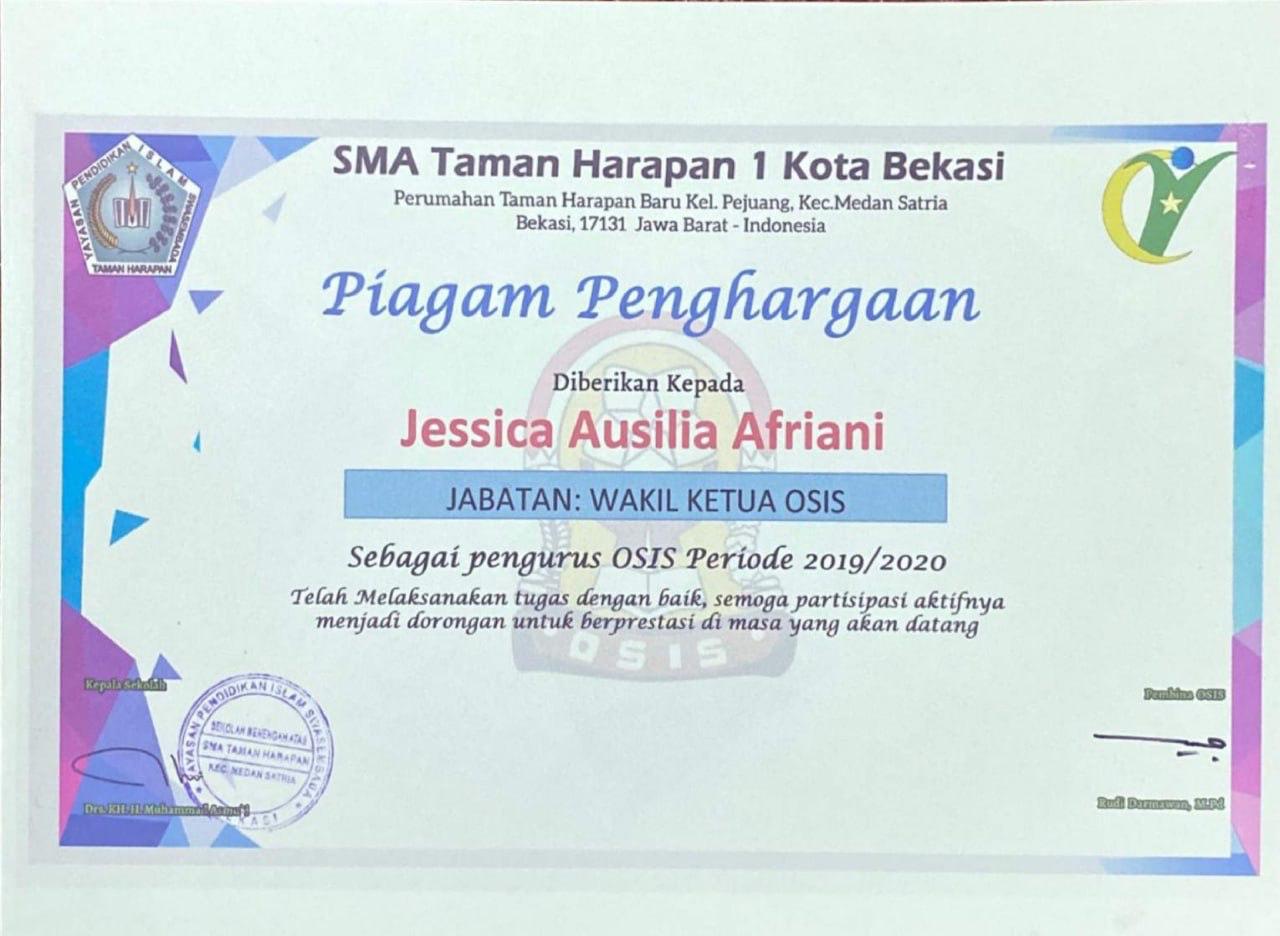 SMA Taman Harapan 1 Kota Bekasi
Perumahan Taman Harapan Baru Kel. Pejuang, Kec.Medan Satria
Bekasi, 17131 Jawa Barat - Indonesia
YAYASAN PENDIDIKAN ISLAM SWASEMBADA
TAMAN HARAPAN
Piagam Penghargaan
Diberikan Kepada
Jessica Ausilia Afriani
JABATAN: WAKIL KETUA OSIS
Sebagai pengurus OSIS Periode 2019/2020
Telah Melaksanakan tugas dengan baik, semoga partisipasi aktifnya
menjadi dorongan untuk berprestasi di masa yang akan datang
OSIS
Kepala Sekolah
YAYASAN PENDIDIKAN ISLAM SWASEMBADA
SEKOLAH MENENGAH ATAS
SMA TAMAN HARAPAN
KEC. MEDAN SATRIA
BEKASI
Drs. KH. H. Muhammad Asmu'i
Pembina OSIS
Rudi Darmawan, M.Pd